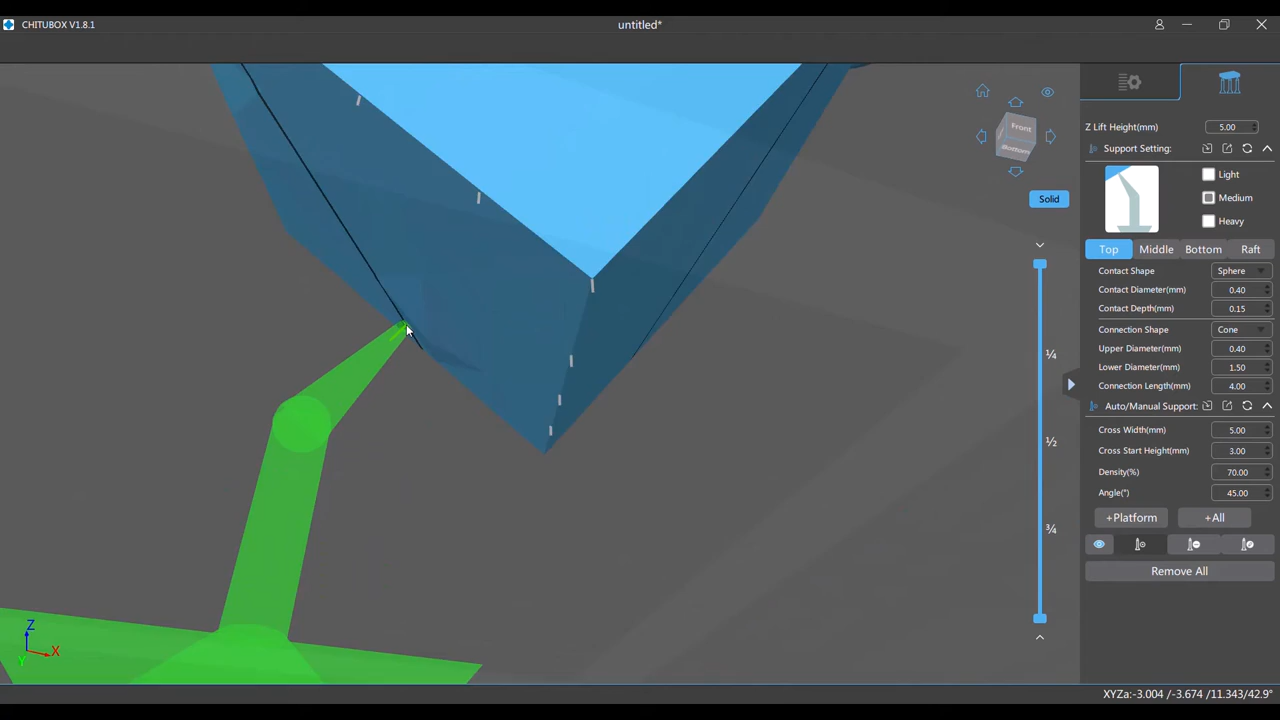 CHITUBOX V1.8.1
untitled*
Z Lift Height(mm) 5.00
Support Setting:
Light
Medium
Heavy
Top Middle Bottom Raft
Contact Shape Sphere
Contact Diameter(mm) 0.40
Contact Depth(mm) 0.15
Connection Shape Cone
Upper Diameter(mm) 0.40
Lower Diameter(mm) 1.50
Connection Length(mm) 4.00
Auto/Manual Support:
Cross Width(mm) 5.00
Cross Start Height(mm) 3.00
Density(%) 70.00
Angle(°) 45.00
+Platform +All
Remove All
Front
Bottom
Solid
¼
½
¾
Z
X
Y
XYZa:-3.004 / -3.674 / 11.343/42.9°